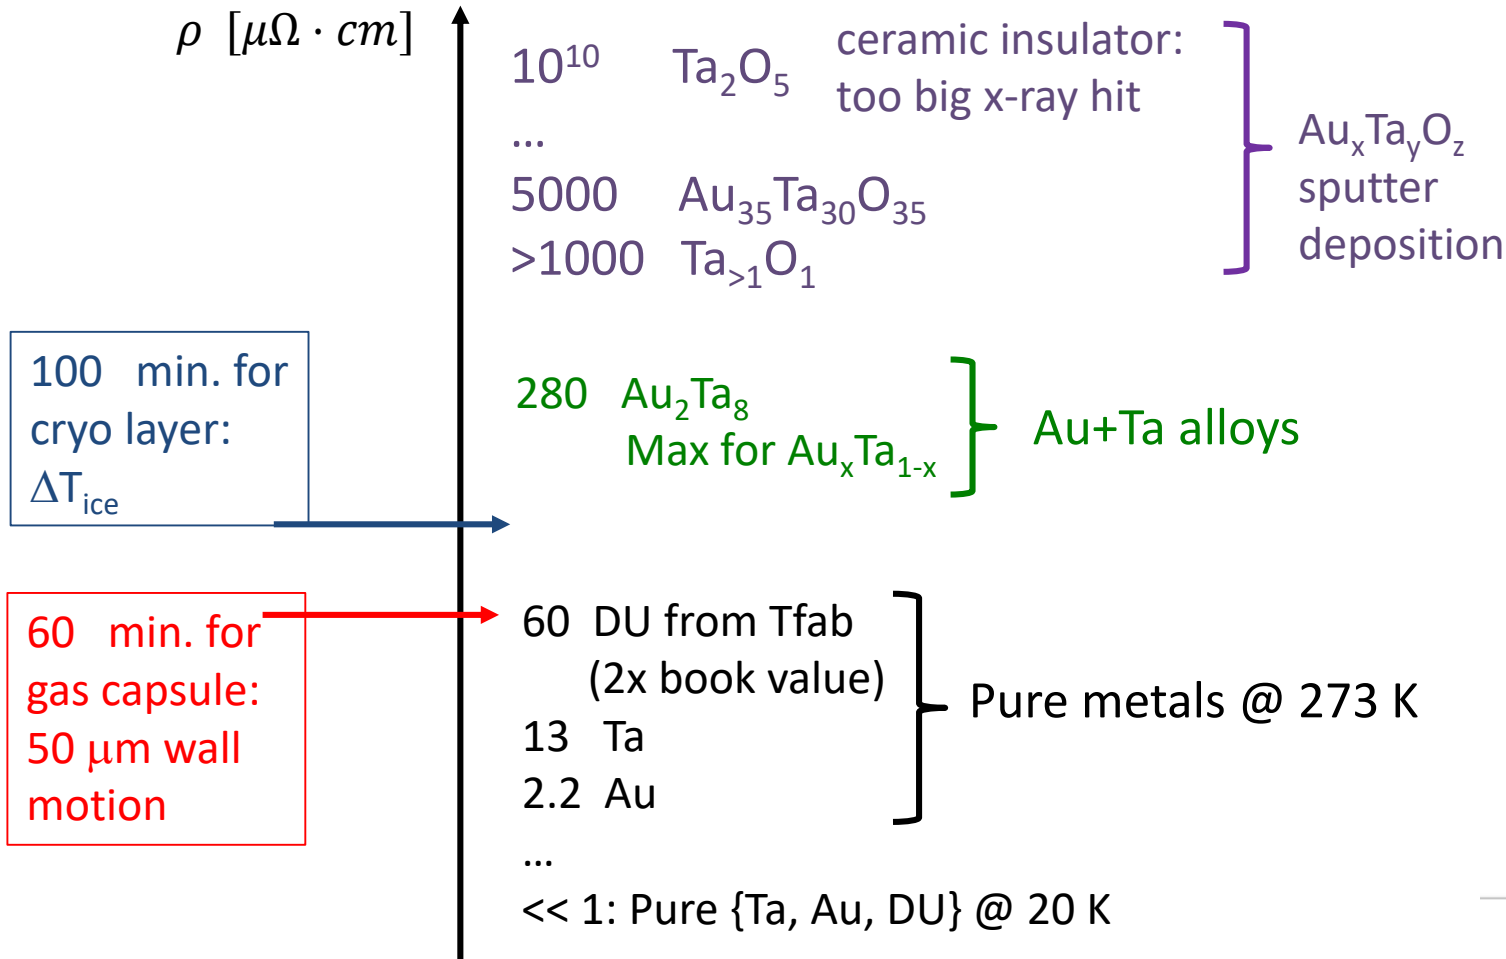 ρ [μΩ · cm]
10¹⁰ Ta₂O₅
ceramic insulator:
too big x-ray hit
...
5000 Au₃₅Ta₃₀O₃₅
>1000 Ta>₁O₁
AuₓTayOz
sputter
deposition
100 min. for
cryo layer:
ΔTice
280 Au₂Ta₈
Max for AuₓTa₁₋ₓ
Au+Ta alloys
60 min. for
gas capsule:
50 μm wall
motion
60 DU from Tfab
(2x book value)
13 Ta
2.2 Au
Pure metals @ 273 K
...
<< 1: Pure {Ta, Au, DU} @ 20 K